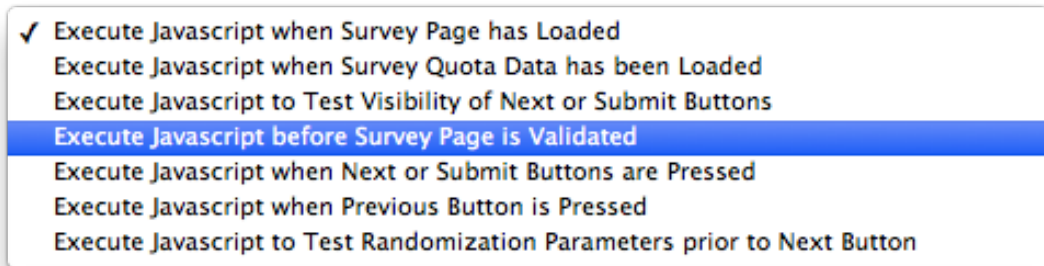 ✓ Execute Javascript when Survey Page has Loaded
Execute Javascript when Survey Quota Data has been Loaded
Execute Javascript to Test Visibility of Next or Submit Buttons
Execute Javascript before Survey Page is Validated
Execute Javascript when Next or Submit Buttons are Pressed
Execute Javascript when Previous Button is Pressed
Execute Javascript to Test Randomization Parameters prior to Next Button